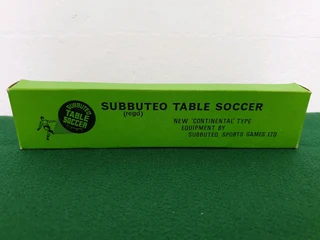 SUBBUTEO
TABLE
SOCCER
SUBBUTEO TABLE SOCCER
(regd)
NEW 'CONTINENTAL' TYPE
EQUIPMENT BY
SUBBUTEO SPORTS GAMES LTD